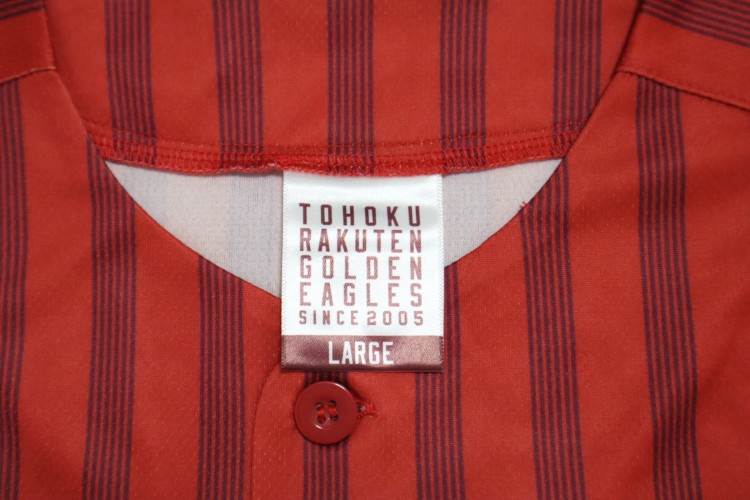 TOHOKU
RAKUTEN
GOLDEN
EAGLES
SINCE 2005
LARGE